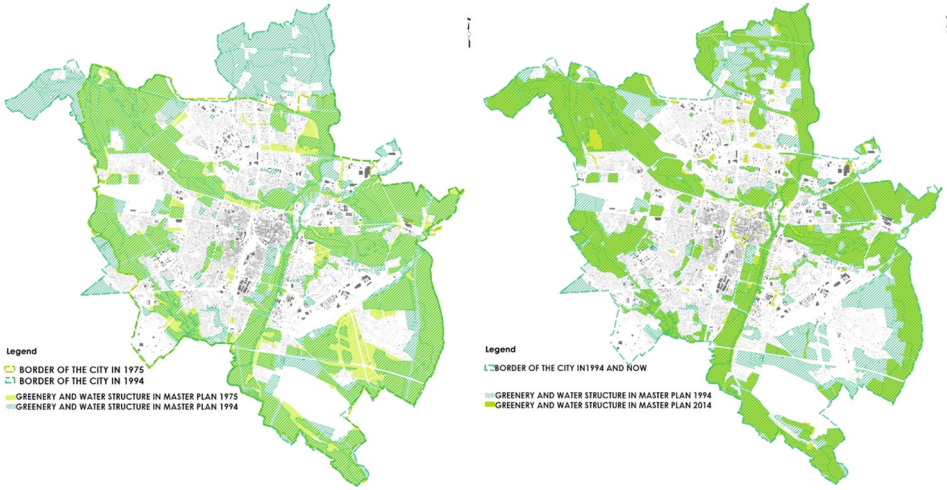 Legend
BORDER OF THE CITY IN 1975
BORDER OF THE CITY IN 1994
GREENERY AND WATER STRUCTURE IN MASTER PLAN 1975
GREENERY AND WATER STRUCTURE IN MASTER PLAN 1994
Legend
BORDER OF THE CITY IN1994 AND NOW
GREENERY AND WATER STRUCTURE IN MASTER PLAN 1994
GREENERY AND WATER STRUCTURE IN MASTER PLAN 2014